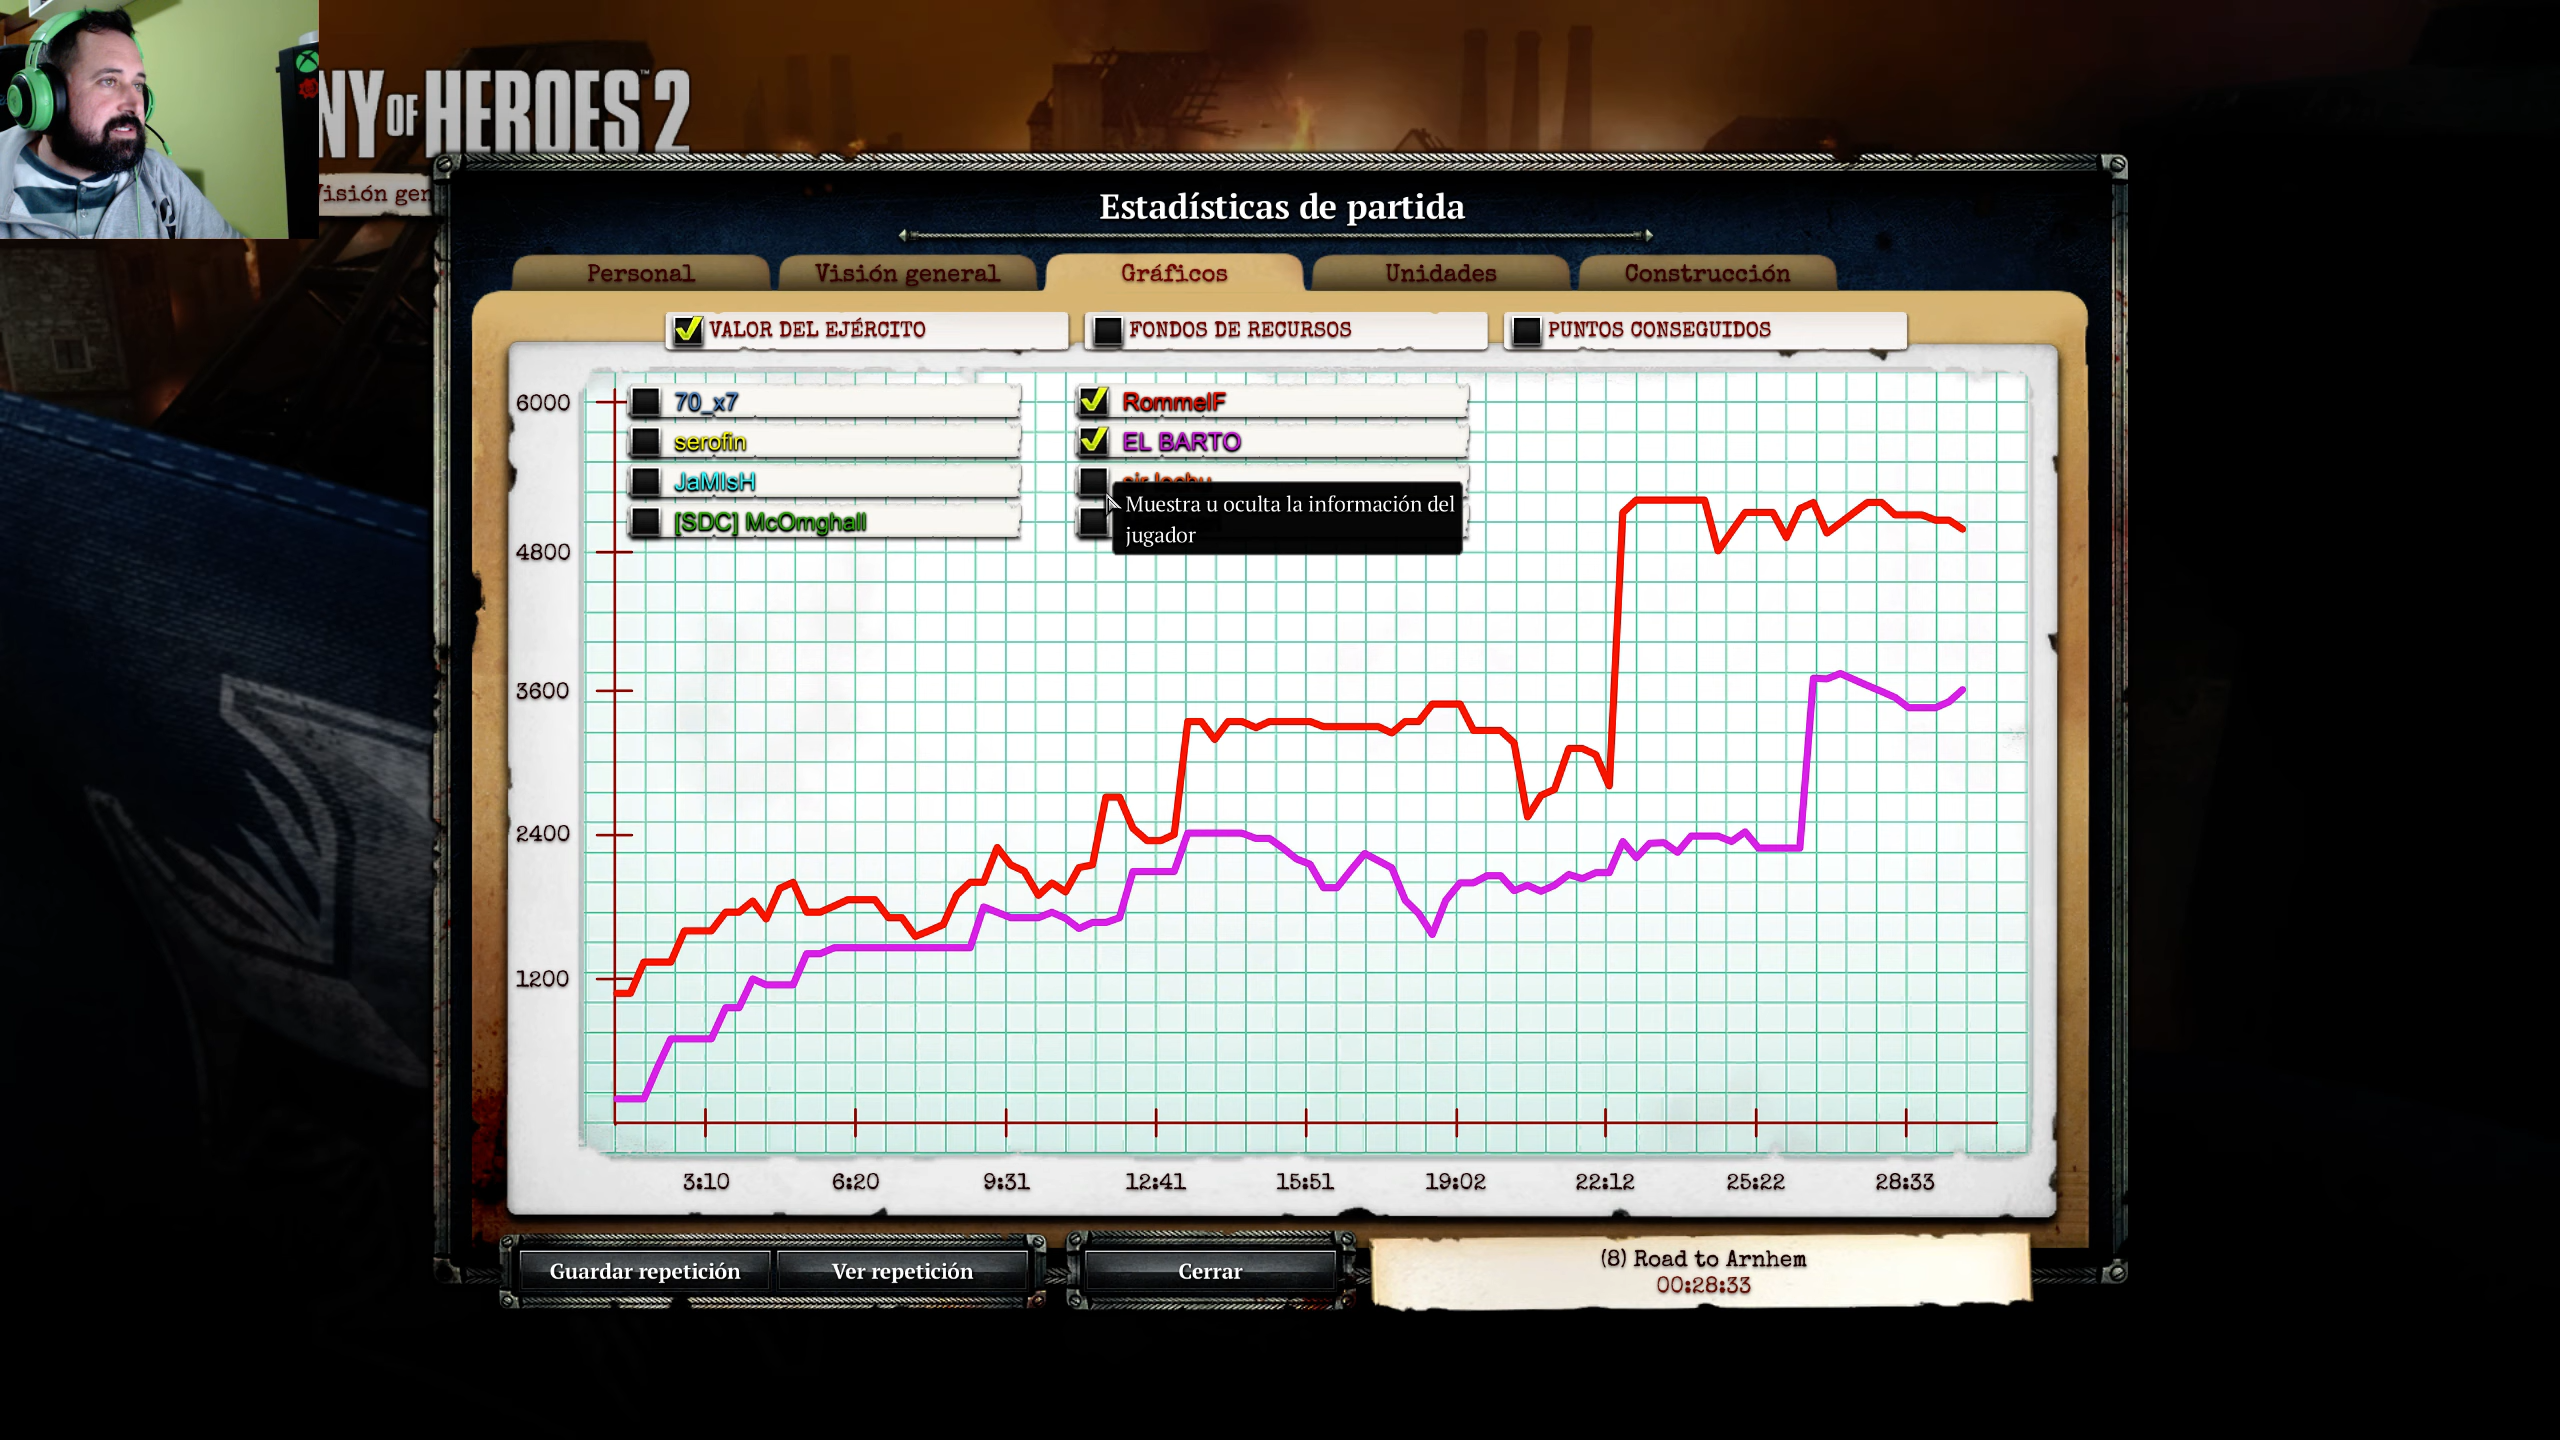 NY OF HEROES 2
Visión gen
Estadísticas de partida
Personal
Visión general
Gráficos
Unidades
Construcción
VALOR DEL EJÉRCITO
FONDOS DE RECURSOS
PUNTOS CONSEGUIDOS
70_x7
RommelF
serofin
EL BARTO
JaMIsH
[SDC] McOmghall
Muestra u oculta la información del
jugador
6000
4800
3600
2400
1200
3:10
6:20
9:31
12:41
15:51
19:02
22:12
25:22
28:33
Guardar repetición
Ver repetición
Cerrar
(8) Road to Arnhem
00:28:33